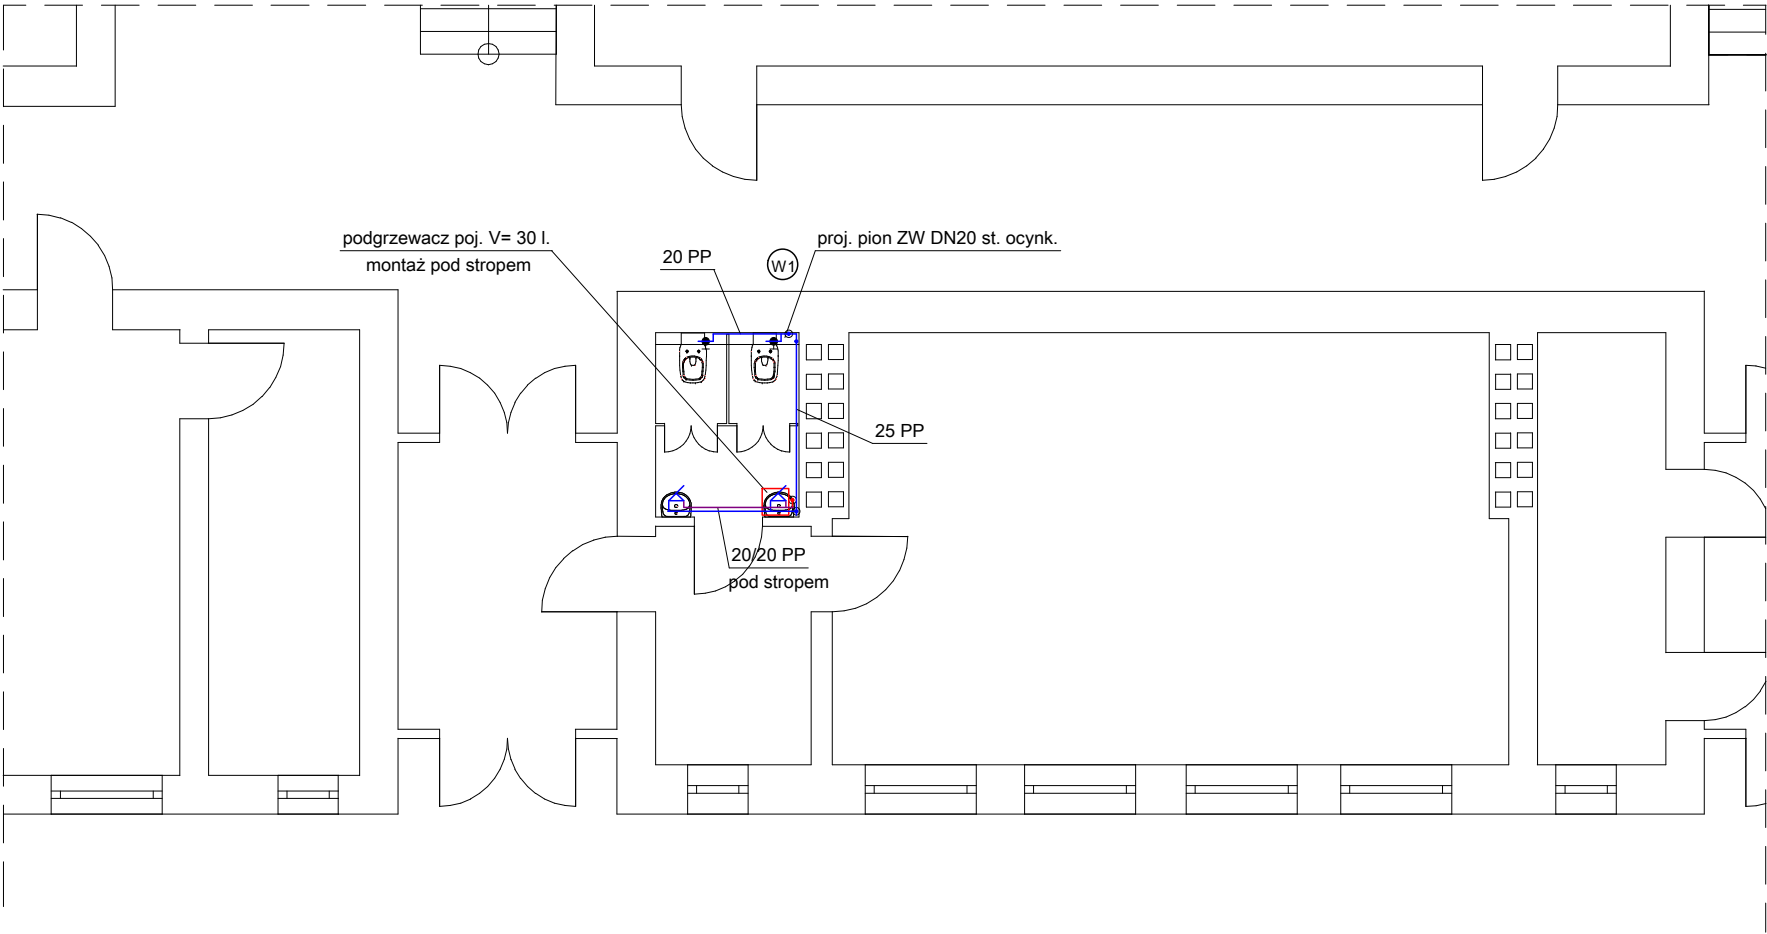 podgrzewacz poj. V= 30 l.
montaż pod stropem
20 PP
W1
proj. pion ZW DN20 st. ocynk.
25 PP
20/20 PP
pod stropem